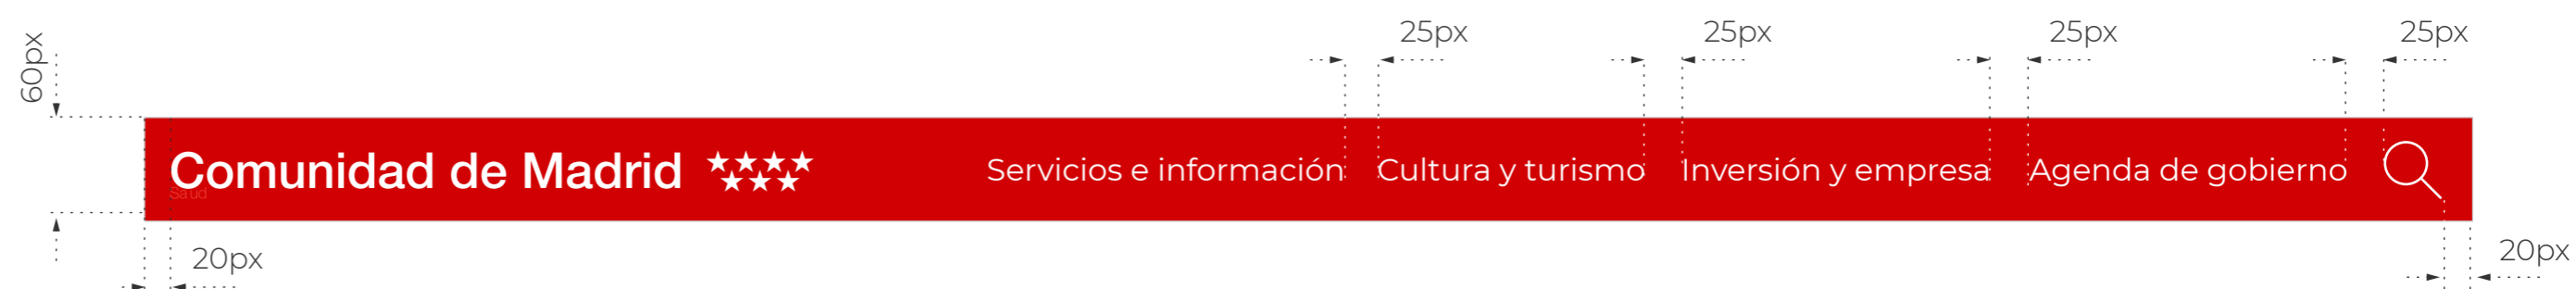 25px 25px 25px 25px
60px
Comunidad de Madrid Servicios e información Cultura y turismo Inversión y empresa Agenda de gobierno
Salud
20px 20px